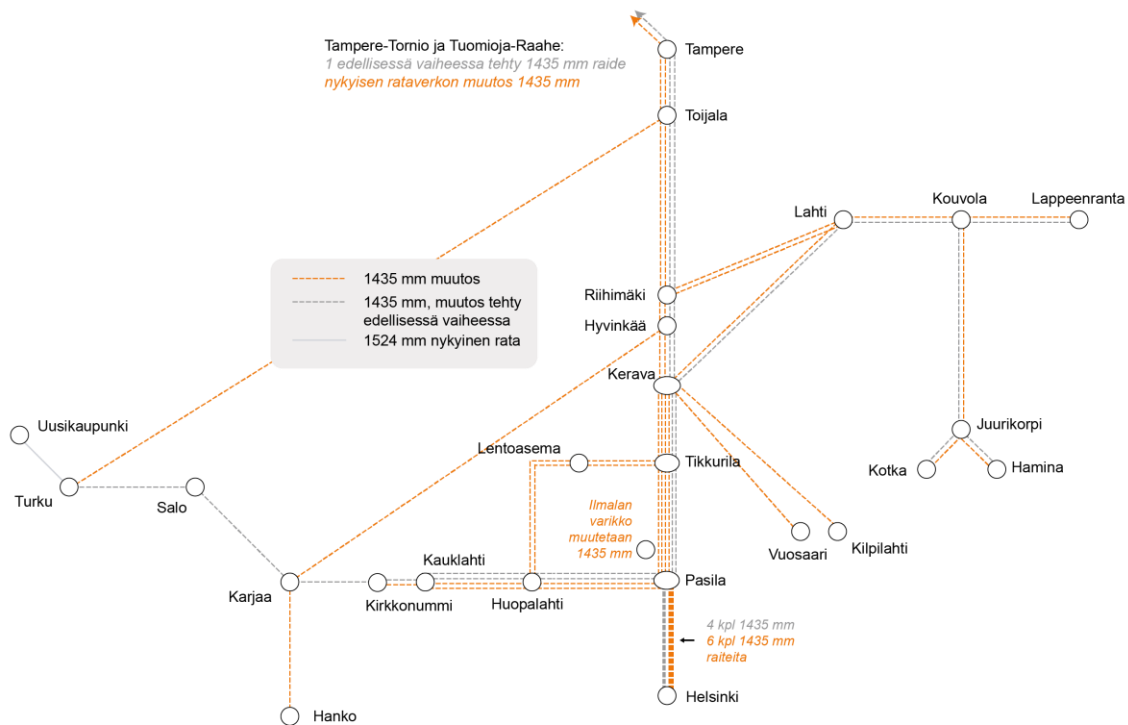 Tampere-Tornio ja Tuomioja-Raahe:
1 edellisessä vaiheessa tehty 1435 mm raide
nykyisen rataverkon muutos 1435 mm
Tampere
Toijala
Lahti
Kouvola
Lappeenranta
1435 mm muutos
1435 mm, muutos tehty
edellisessä vaiheessa
1524 mm nykyinen rata
Riihimäki
Hyvinkää
Kerava
Uusikaupunki
Juurikorpi
Lentoasema
Tikkurila
Kotka
Hamina
Turku
Salo
Ilmalan
varikko
muutetaan
1435 mm
Vuosaari
Kilpilahti
Kauklahti
Pasila
Karjaa
Kirkkonummi
Huopalahti
4 kpl 1435 mm
6 kpl 1435 mm
raiteita
Helsinki
Hanko